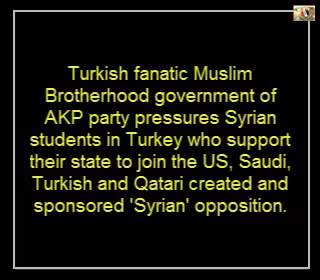 Turkish fanatic Muslim
Brotherhood government of
AKP party pressures Syrian
students in Turkey who support
their state to join the US, Saudi,
Turkish and Qatari created and
sponsored 'Syrian' opposition.